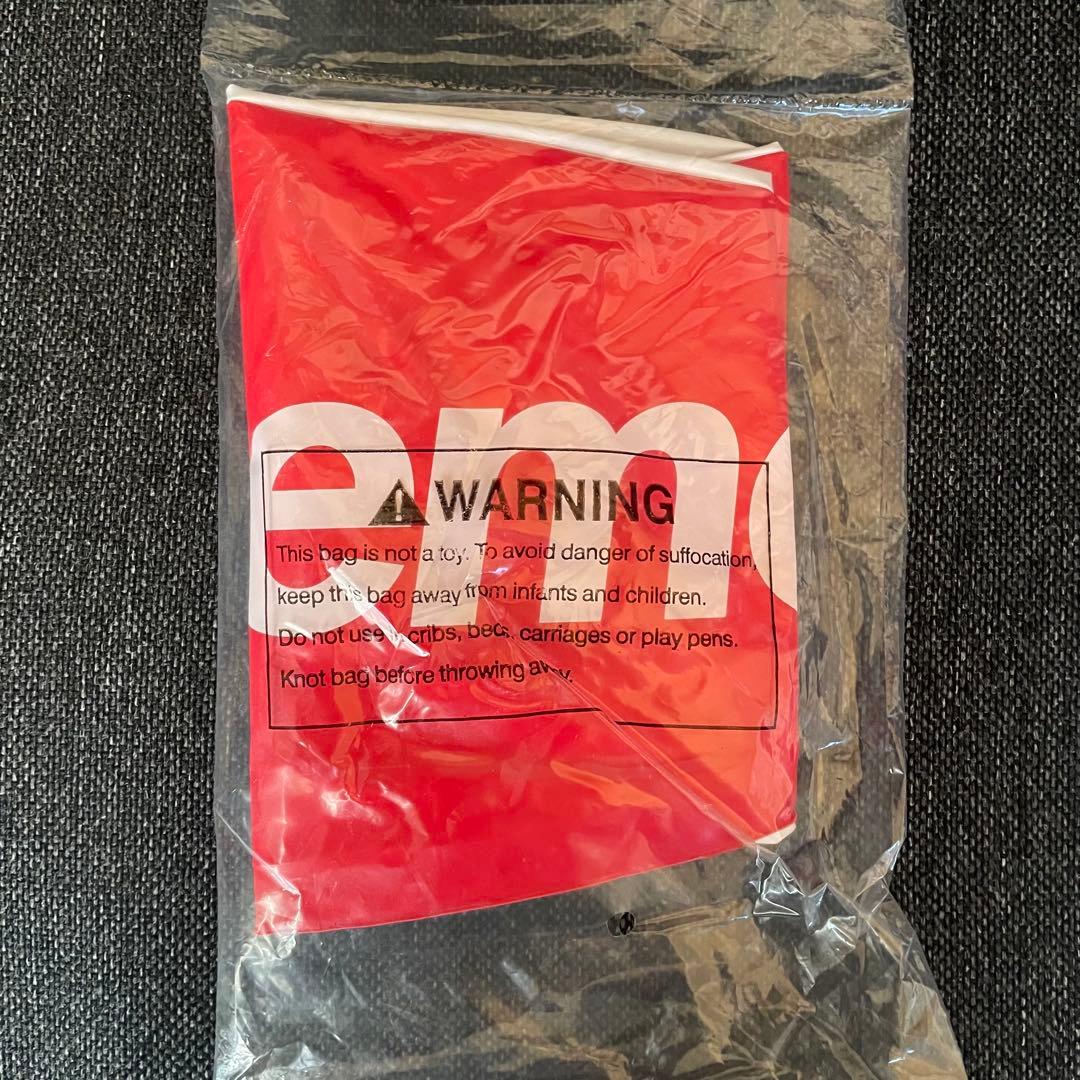 em
WARNING
This bag is not a toy. To avoid danger of suffocation,
keep this bag away from infants and children.
Do not use in cribs, beds, carriages or play pens.
Knot bag before throwing away.